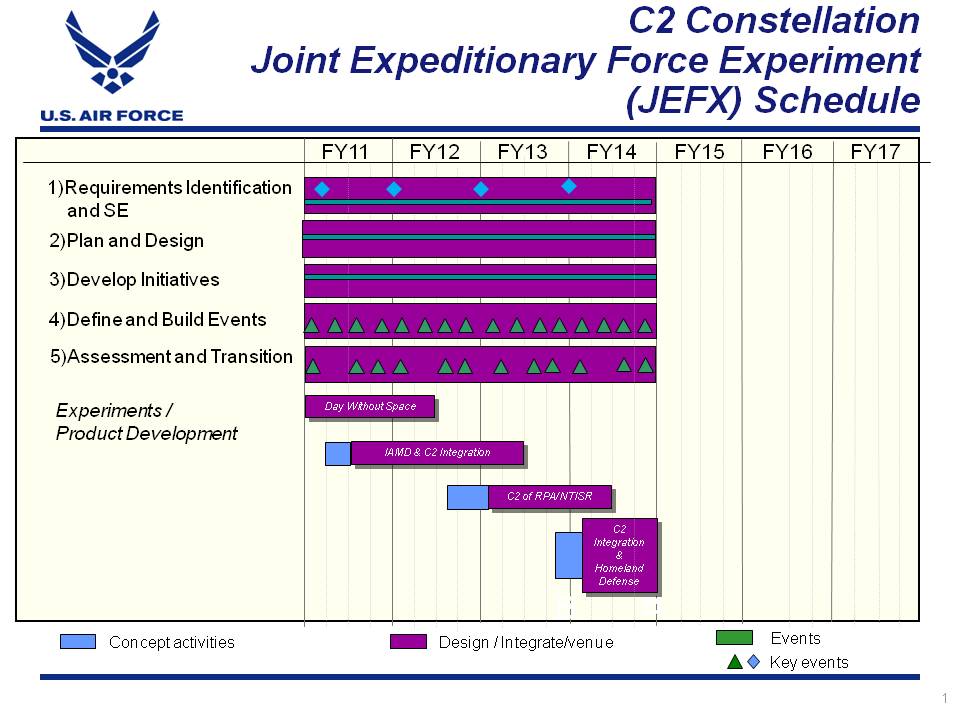 C2 Constellation
Joint Expeditionary Force Experiment
(JEFX) Schedule
U.S. AIR FORCE
FY11 FY12 FY13 FY14 FY15 FY16 FY17
1)Requirements Identification
and SE
2)Plan and Design
3)Develop Initiatives
4)Define and Build Events
5)Assessment and Transition
Experiments /
Product Development
Day Without Space
IAMD & C2 Integration
C2 of RPA/NTISR
C2
Integration
&
Homeland
Defense
Concept activities
Design / Integrate/venue
Events
Key events
1